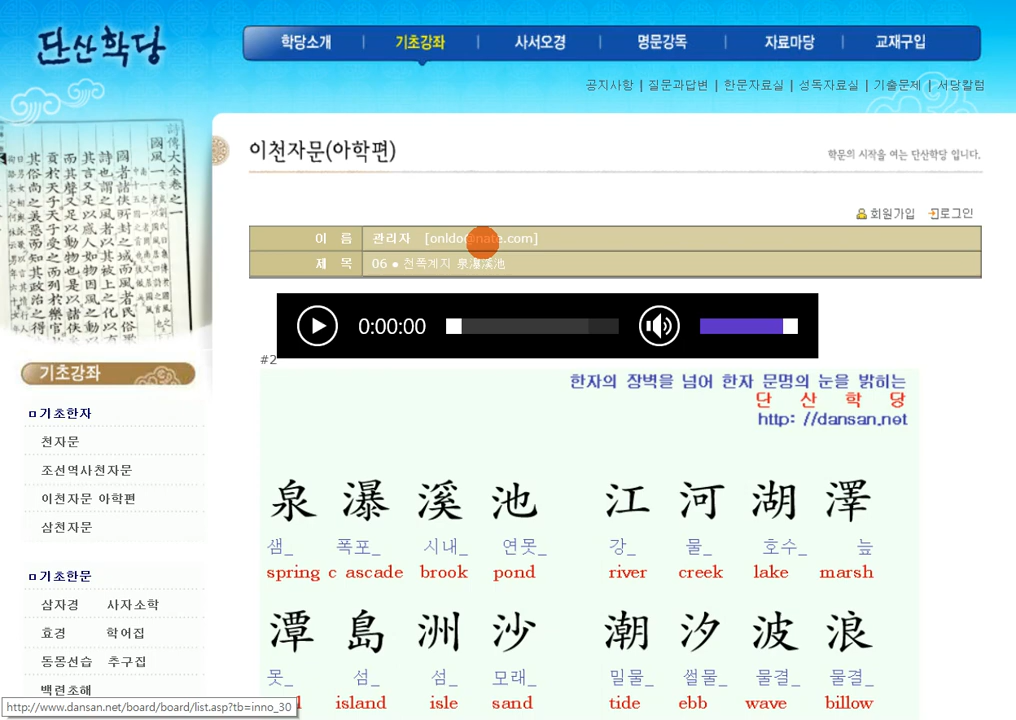 단산학당
학당소개 | 기초강좌 | 사서오경 | 명문강독 | 자료마당 | 교재구입
공지사항 | 질문과답변 | 한문자료실 | 성독자료실 | 기출문제 | 서당칼럼
이천자문(아학편)
학문의 시작을 여는 단산학당 입니다.
회원가입 로그인
이 름 관리자 [onldo@nate.com]
제 목 06 ● 천폭계지 泉瀑溪池
0:00:00
#2
한자의 장벽을 넘어 한자 문명의 눈을 밝히는
단 산 학 당
http: //dansan.net
泉 瀑 溪 池 江 河 湖 澤
샘_ 폭포_ 시내_ 연못_ 강_ 물_ 호수_ 늪
spring c ascade brook pond river creek lake marsh
潭 島 洲 沙 潮 汐 波 浪
못_ 섬_ 섬_ 모래_ 밀물_ 썰물_ 물결_ 물결_
island isle sand tide ebb wave billow
詩傳大全卷之一
國風一
기초강좌
기초한자
천자문
조선역사천자문
이천자문 아학편
삼천자문
기초한문
삼자경 사자소학
효경 학어집
동몽선습 추구집
백련초해
http://www.dansan.net/board/board/list.asp?tb=inno_30